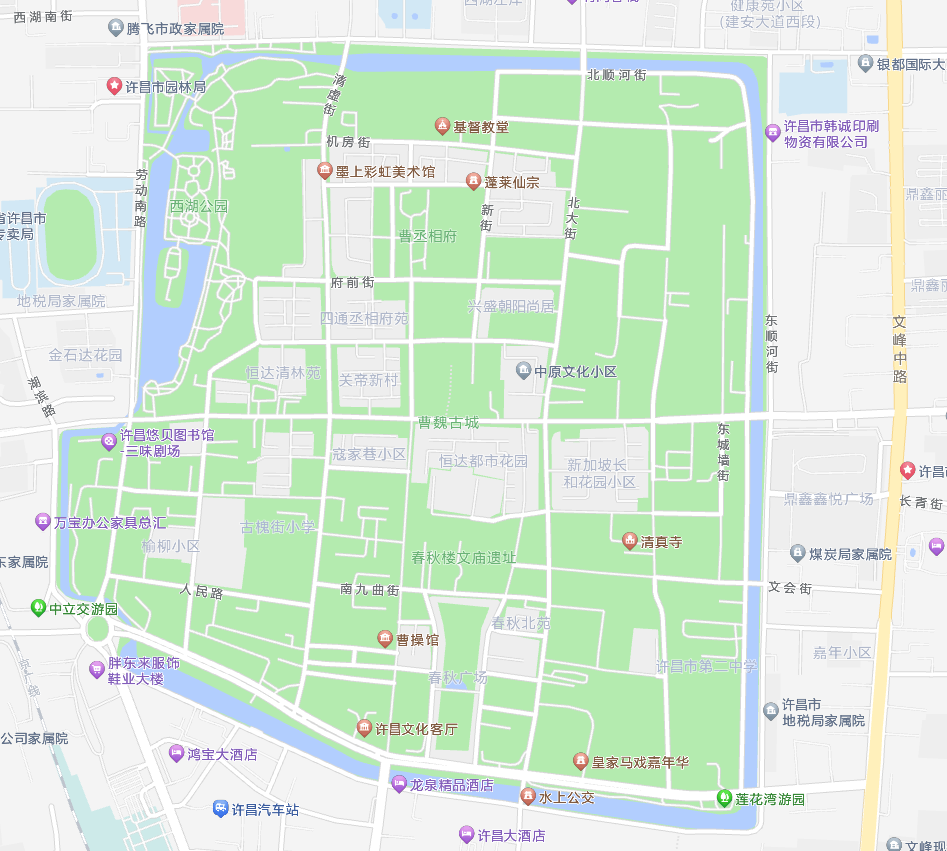 西湖南街
腾飞市政家属院
健康苑小区
(建安大道西段)
许昌市园林局
清虚街
北顺河街
银都国际大
机房街
基督教堂
许昌市韩诚印刷
物资有限公司
墨上彩虹美术馆
蓬莱仙宗
劳动南路
西湖公园
新街
北大街
曹丞相府
省许昌市
专卖局
鼎鑫丽
地税局家属院
府前街
四通丞相府苑
兴盛朝阳尚居
鼎鑫
东顺河街
文峰中路
金石达花园
恒达清林苑
关帝新村
中原文化小区
湖滨路
曹魏古城
许昌悠贝图书馆
-三味剧场
寇家巷小区
恒达都市花园
新加坡长
和花园小区
东城墙街
许昌
鼎鑫鑫悦广场
长青街
万宝办公家具总汇
古槐街小学
榆柳小区
清真寺
煤炭局家属院
东家属院
春秋楼文庙遗址
人民路
南九曲街
文会街
中立交游园
春秋北苑
曹操馆
嘉年小区
胖东来服饰
鞋业大楼
京广线
春秋广场
许昌市第二中学
许昌市
地税局家属院
公司家属院
许昌文化客厅
鸿宝大酒店
皇家马戏嘉年华
龙泉精品酒店
水上公交
莲花湾游园
许昌汽车站
许昌大酒店
文峰现